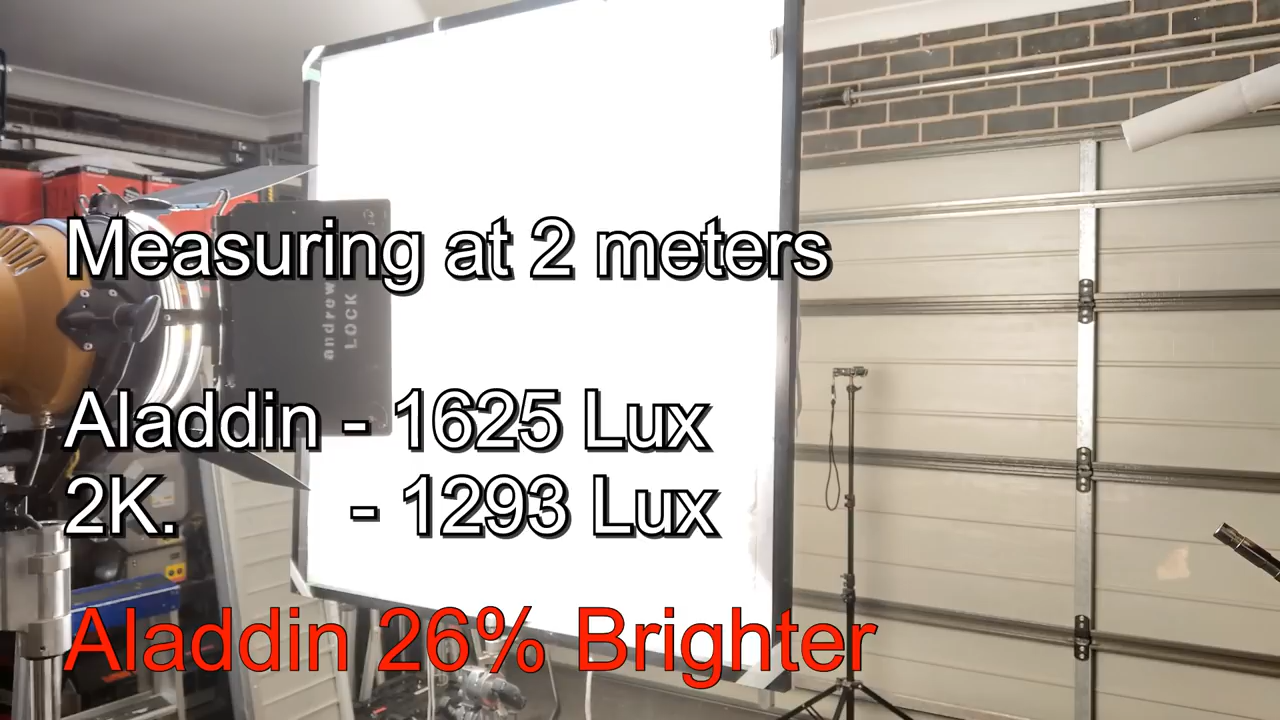 Measuring at 2 meters
andrew
LOCK
Aladdin - 1625 Lux
2K. - 1293 Lux
Aladdin 26% Brighter